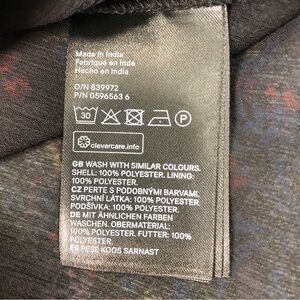 Made in India
Fabriqué en Inde
Hecho en India
O/N 839972
P/N 0596563 6
30
P
clevercare.info
GB WASH WITH SIMILAR COLOURS.
SHELL: 100% POLYESTER. LINING:
100% POLYESTER.
CZ PERTE S PODOBNÝMI BARVAMI.
SVRCHNÍ LÁTKA: 100% POLYESTER.
PODŠÍVKA: 100% POLYESTER.
DE MIT ÄHNLICHEN FARBEN
WASCHEN. OBERMATERIAL:
100% POLYESTER. FUTTER: 100%
POLYESTER.
EE PESE KOOS SARNAST